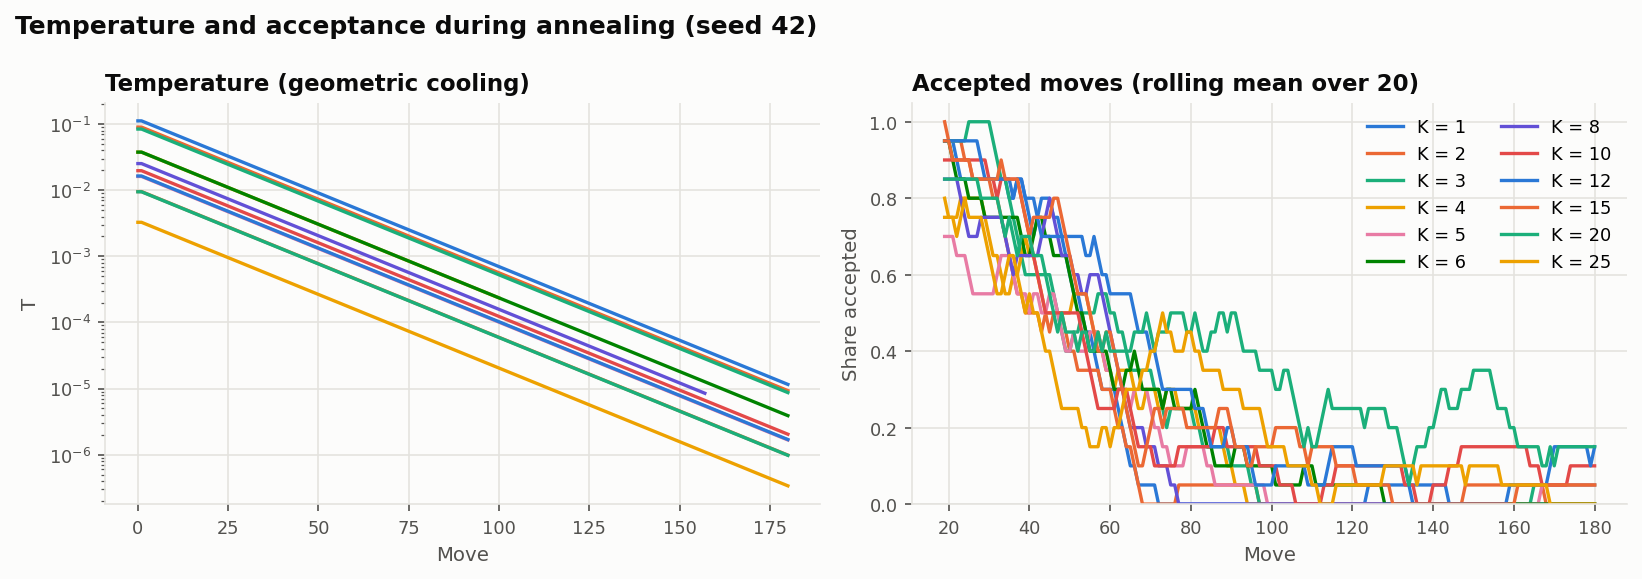 Temperature and acceptance during annealing (seed 42)
Temperature (geometric cooling)
10⁻¹
10⁻²
10⁻³
10⁻⁴
10⁻⁵
10⁻⁶
T
0 25 50 75 100 125 150 175
Move
Accepted moves (rolling mean over 20)
1.0
0.8
0.6
0.4
0.2
0.0
Share accepted
K = 1 K = 8
K = 2 K = 10
K = 3 K = 12
K = 4 K = 15
K = 5 K = 20
K = 6 K = 25
20 40 60 80 100 120 140 160 180
Move